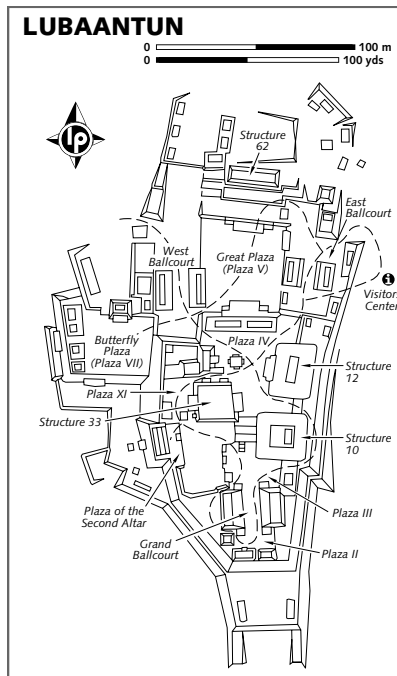 LUBAANTUN
0 100 m
0 100 yds
lp
Structure
62
East
Ballcourt
West
Ballcourt
Great Plaza
(Plaza V)
i
Visitors
Center
Butterfly
Plaza
(Plaza VII)
Plaza IV
Structure
12
Plaza XI
Structure 33
Structure
10
Plaza of the
Second Altar
Plaza III
Grand
Ballcourt
Plaza II